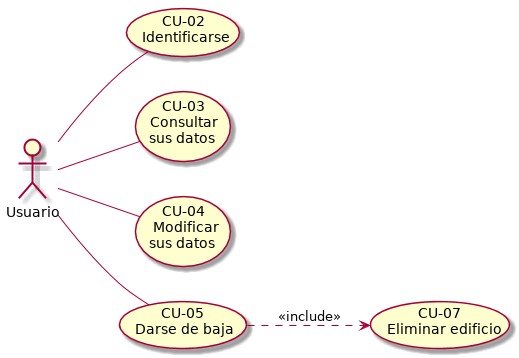 CU-02
Identificarse
CU-03
Consultar
sus datos
Usuario
CU-04
Modificar
sus datos
CU-05
Darse de baja
«include»
CU-07
Eliminar edificio